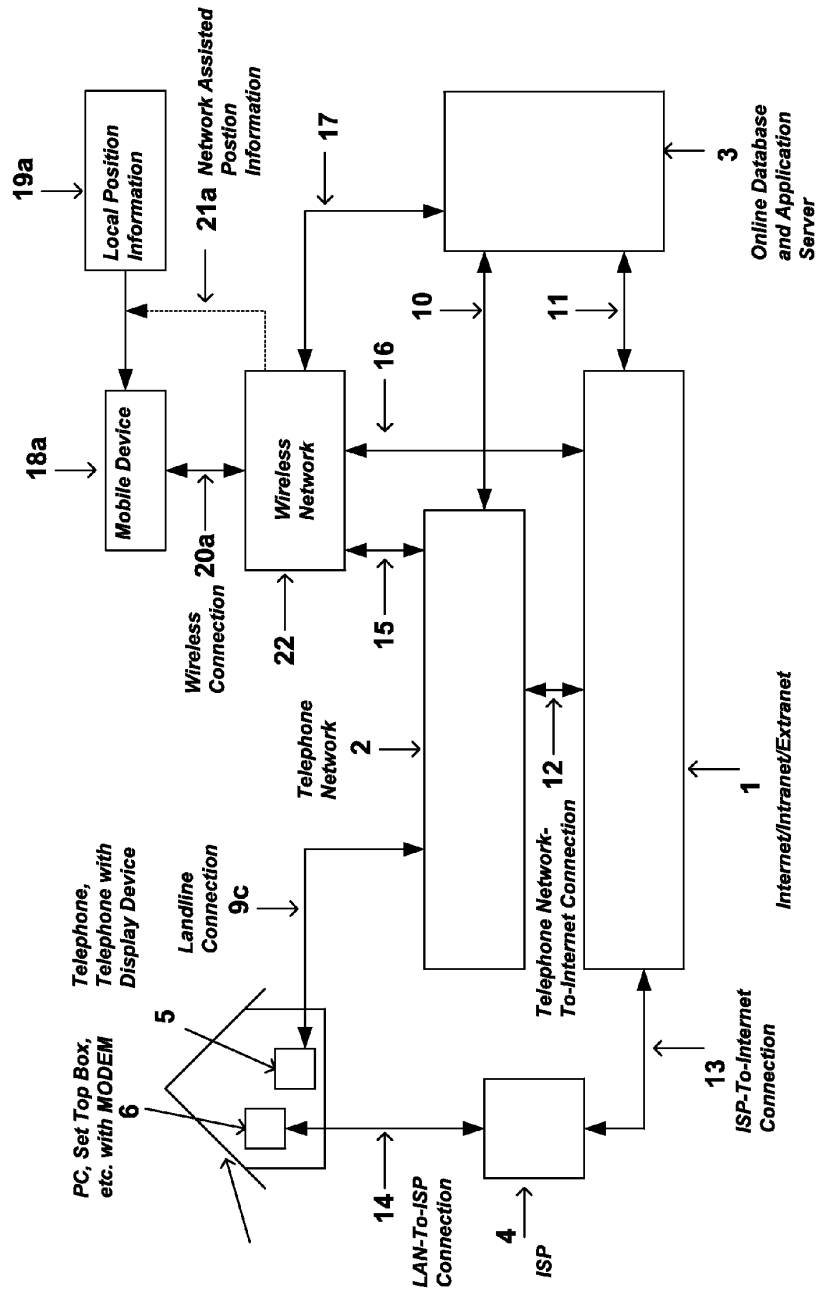 19a
Local Position
Information
21a
Network Assisted
Postion
Information
17
3
Online Database
and Application
Server
18a
Mobile Device
20a
Wireless
Connection
Wireless
Network
22
16
15
10
11
Telephone
Network
2
12
Telephone Network-
To-Internet Connection
1
Internet/Intranet/Extranet
Telephone,
Telephone with
Display Device
5
Landline
Connection
9c
PC, Set Top Box,
etc. with MODEM
6
14
LAN-To-ISP
Connection
4
ISP
13
ISP-To-Internet
Connection